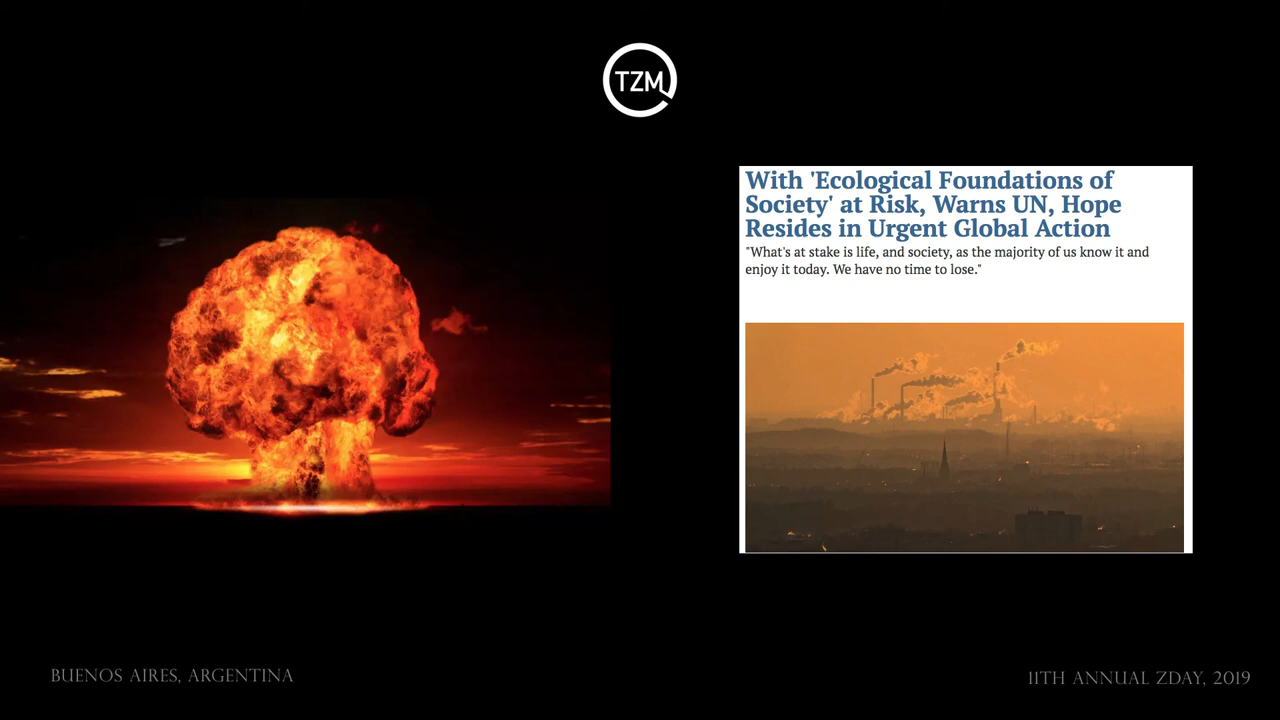 TZM
With 'Ecological Foundations of
Society' at Risk, Warns UN, Hope
Resides in Urgent Global Action
"What's at stake is life, and society, as the majority of us know it and
enjoy it today. We have no time to lose."
BUENOS AIRES, ARGENTINA
11TH ANNUAL ZDAY, 2019